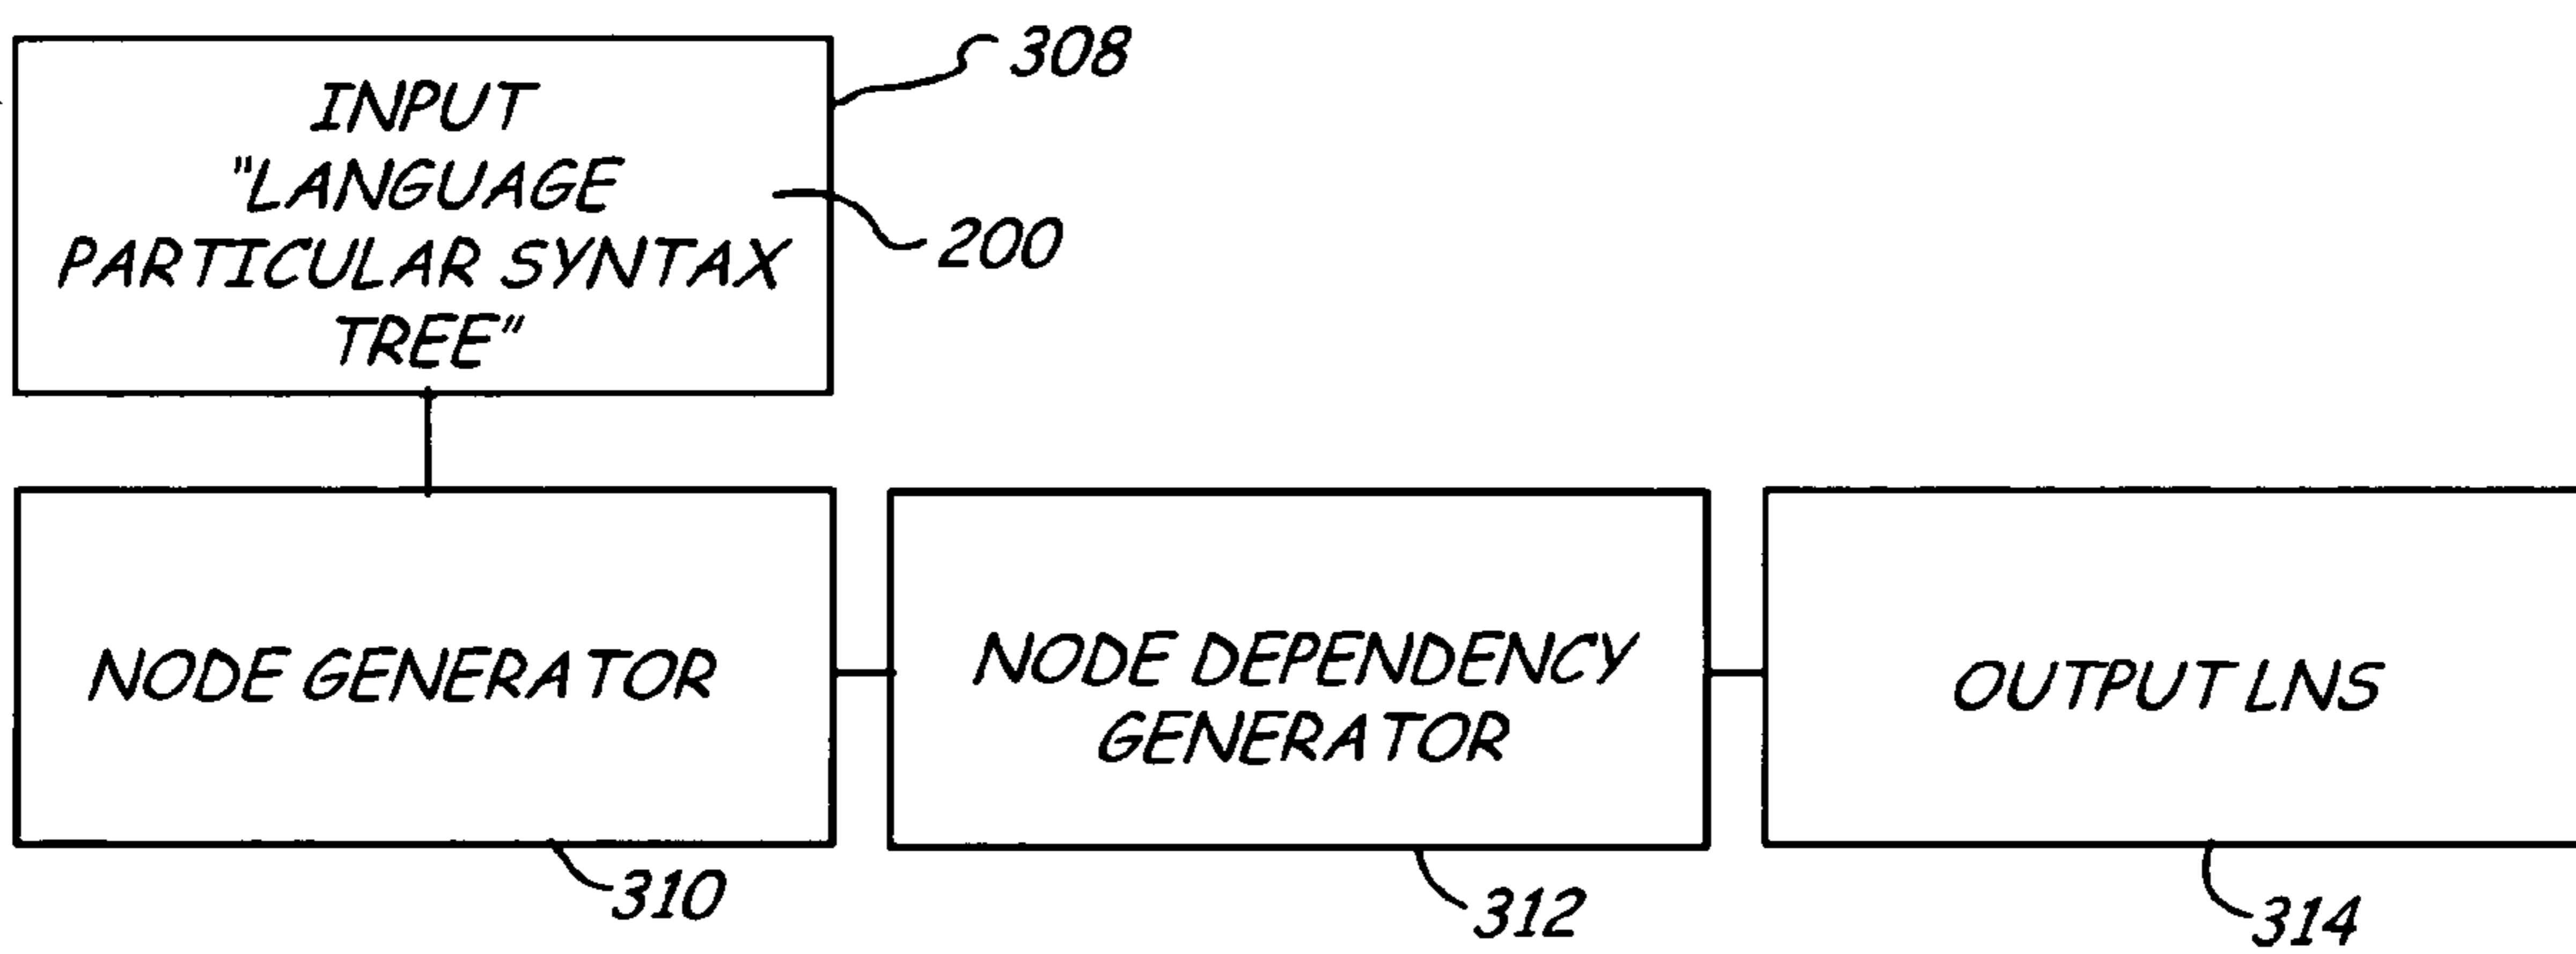 INPUT
"LANGUAGE
PARTICULAR SYNTAX
TREE"
308
200
NODE GENERATOR
310
NODE DEPENDENCY
GENERATOR
312
OUTPUT LNS
314